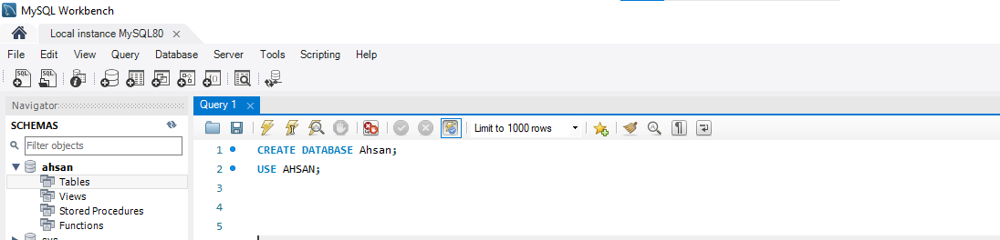 MySQL Workbench
Local instance MySQL80 ×
File Edit View Query Database Server Tools Scripting Help
Navigator
SCHEMAS
Filter objects
ahsan
Tables
Views
Stored Procedures
Functions
Query 1 ×
Limit to 1000 rows
1 CREATE DATABASE Ahsan;
2 USE AHSAN;
3
4
5